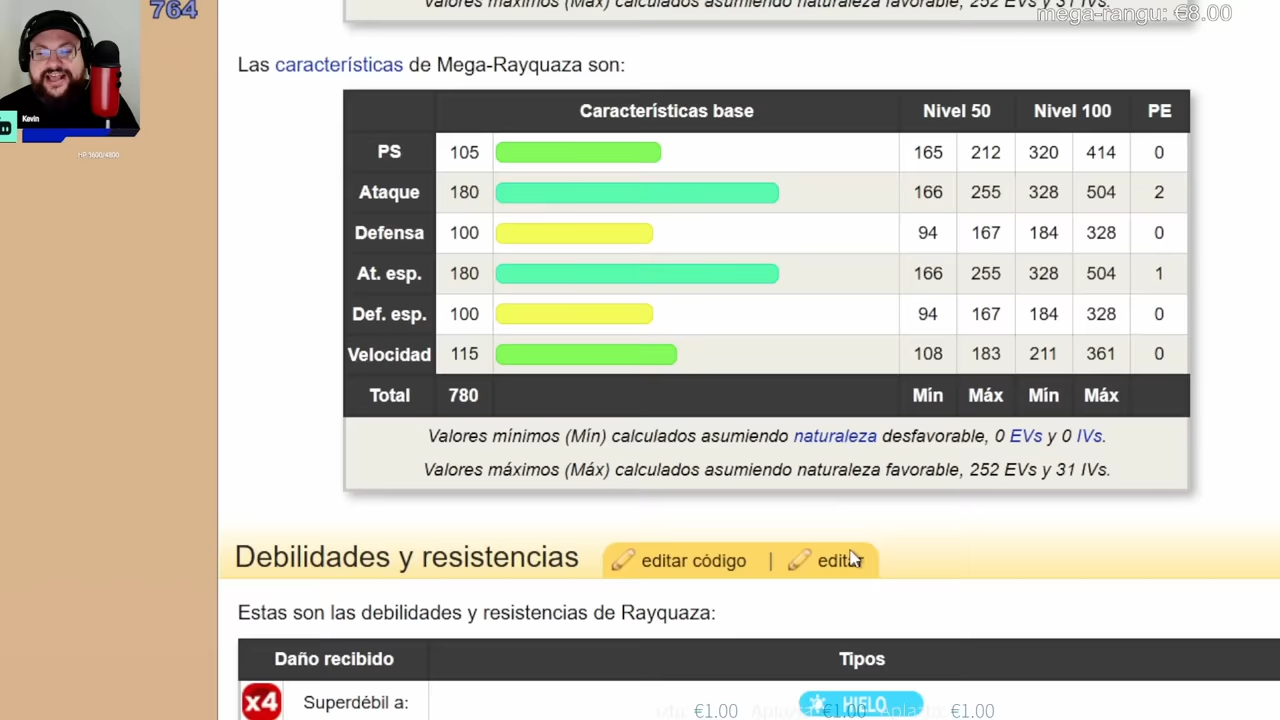 764
Valores máximos (Máx) calculados asumiendo naturaleza favorable, 252 EVs y 31 IVs.
mega-rangu: €8.00
Las características de Mega-Rayquaza son:
Características base Nivel 50 Nivel 100 PE
PS 105 165 212 320 414 0
Ataque 180 166 255 328 504 2
Defensa 100 94 167 184 328 0
At. esp. 180 166 255 328 504 1
Def. esp. 100 94 167 184 328 0
Velocidad 115 108 183 211 361 0
Total 780 Mín Máx Mín Máx
Valores mínimos (Mín) calculados asumiendo naturaleza desfavorable, 0 EVs y 0 IVs.
Valores máximos (Máx) calculados asumiendo naturaleza favorable, 252 EVs y 31 IVs.
Kevin
HP 3600/4800
Debilidades y resistencias editar código | editar
Estas son las debilidades y resistencias de Rayquaza:
Daño recibido Tipos
x4 Superdébil a: HIELO
€1.00 €1.00 €1.00